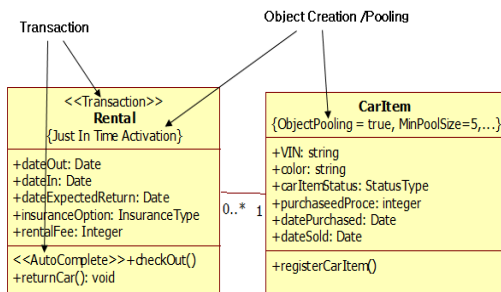 Transaction
Object Creation /Pooling
<<Transaction>>
Rental
{Just In Time Activation}
+dateOut: Date
+dateIn: Date
+dateExpectedReturn: Date
+insuranceOption: InsuranceType
+rentalFee: Integer
<<AutoComplete>>+checkOut()
+returnCar(): void
0..* 1
CarItem
{ObjectPooling = true, MinPoolSize=5,...}
+VIN: string
+color: string
+carItemStatus: StatusType
+purchaseedProce: integer
+datePurchased: Date
+dateSold: Date
+registerCarItem()